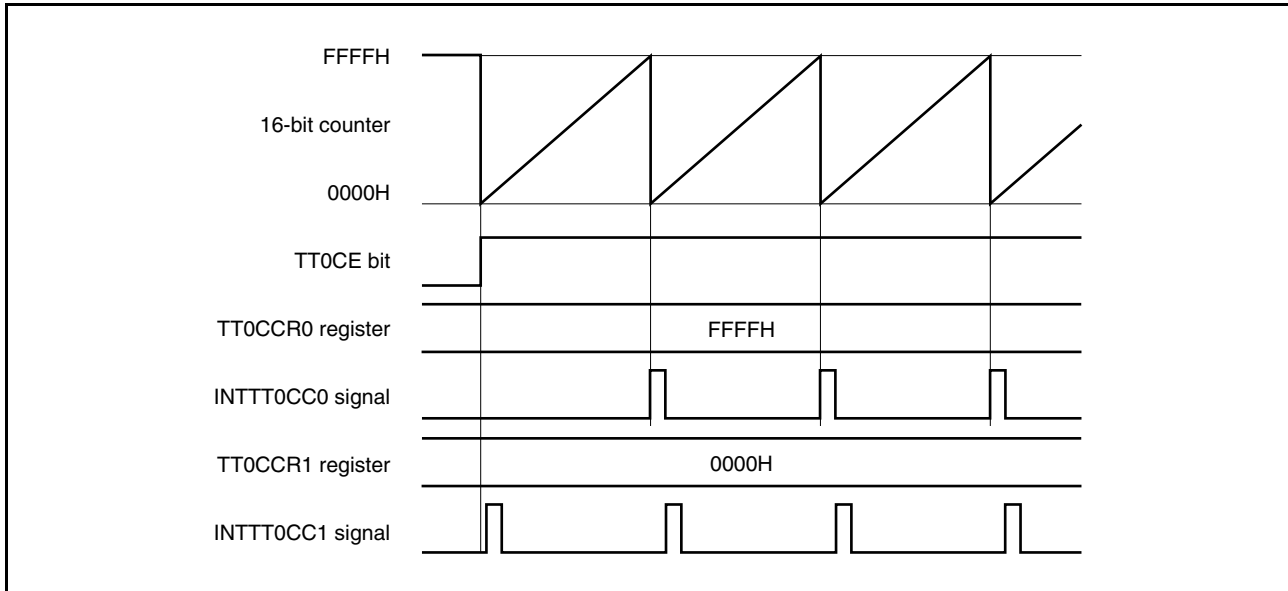 FFFFH
16-bit counter
0000H
TT0CE bit
TT0CCR0 register
FFFFH
INTTT0CC0 signal
TT0CCR1 register
0000H
INTTT0CC1 signal